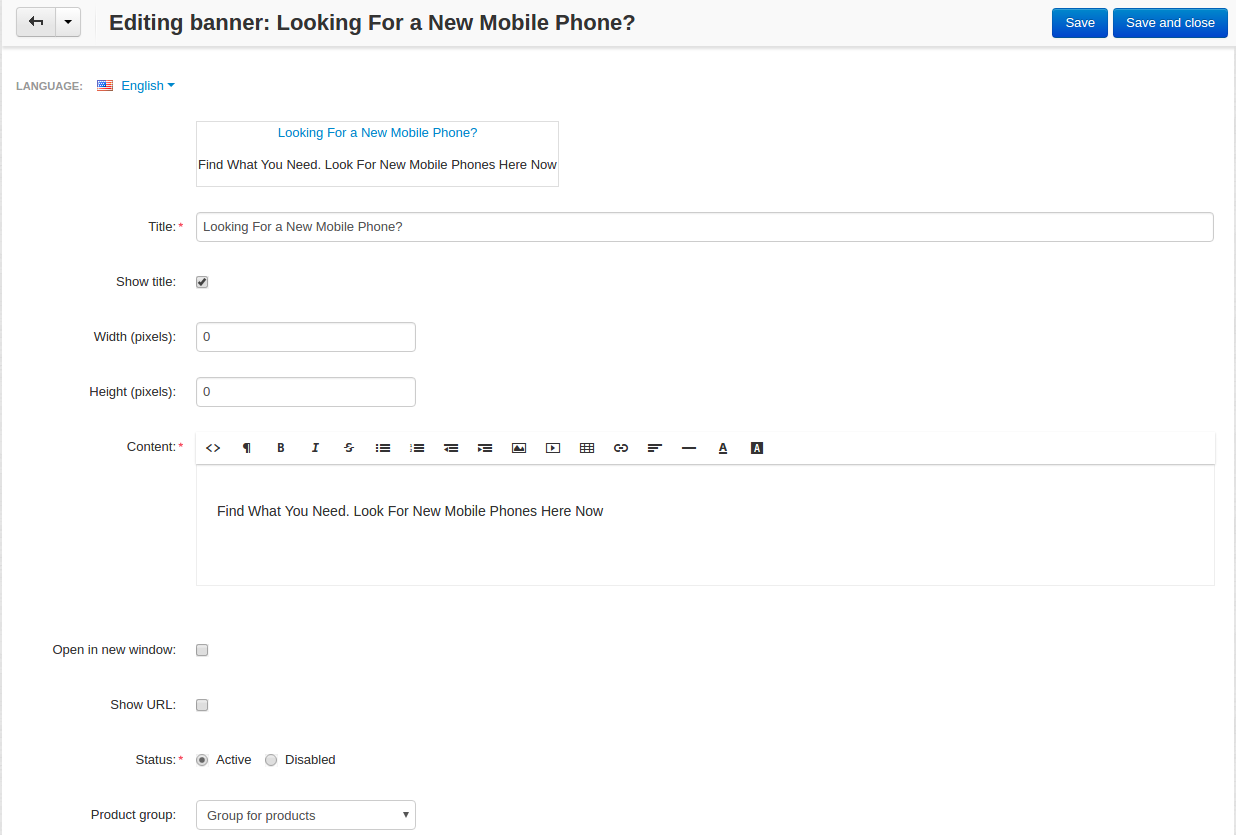 Editing banner: Looking For a New Mobile Phone?
Save
Save and close
LANGUAGE:
English
Looking For a New Mobile Phone?
Find What You Need. Look For New Mobile Phones Here Now
Title:*
Looking For a New Mobile Phone?
Show title:
Width (pixels):
0
Height (pixels):
0
Content:*
Find What You Need. Look For New Mobile Phones Here Now
Open in new window:
Show URL:
Status:*
Active
Disabled
Product group:
Group for products